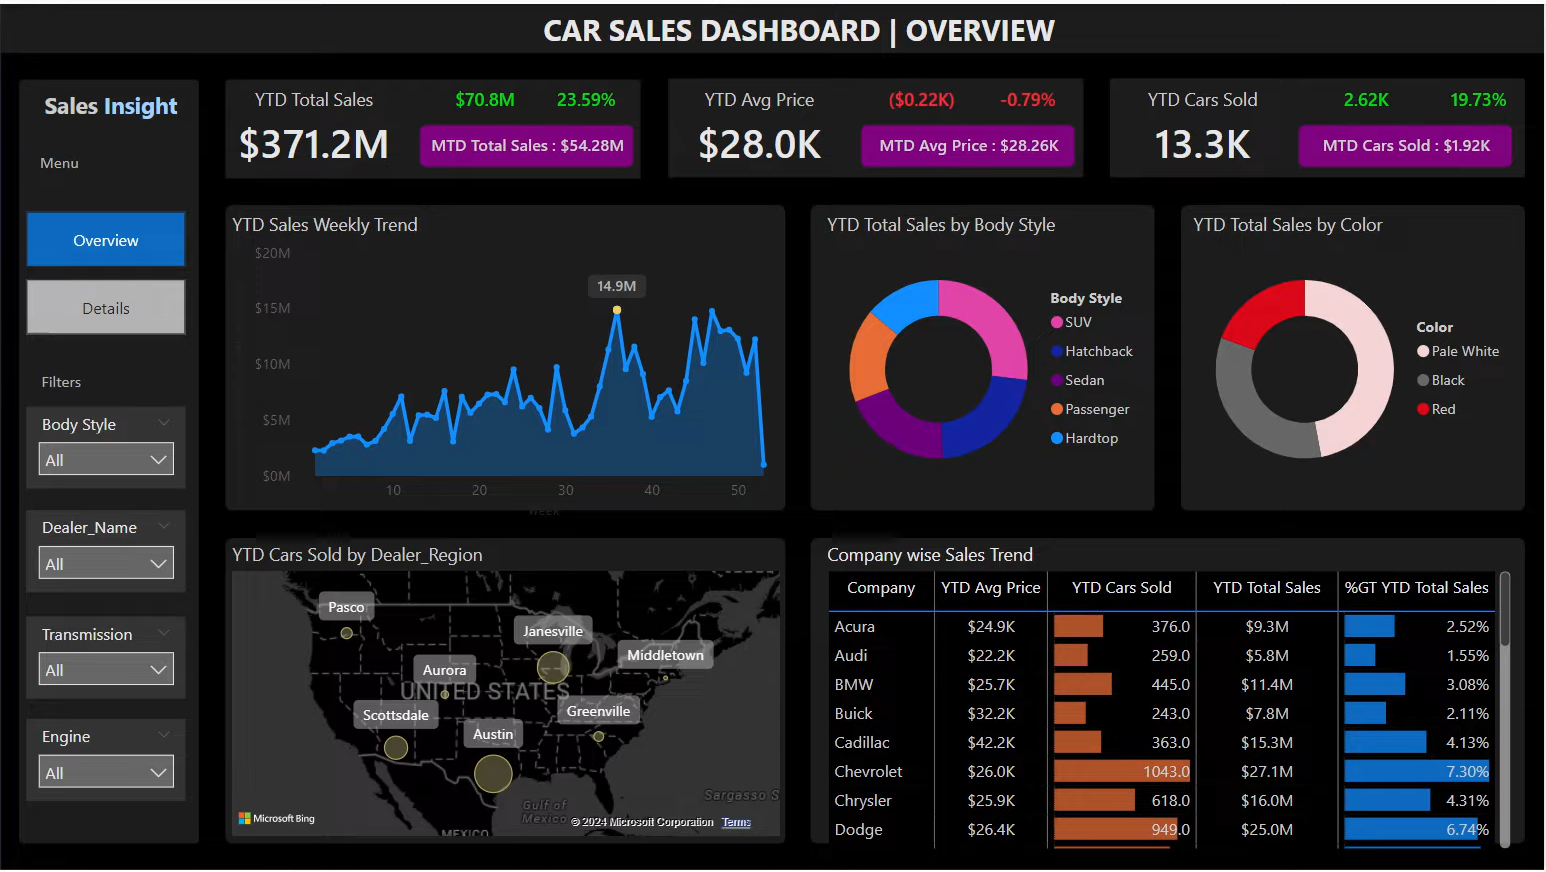 CAR SALES DASHBOARD | OVERVIEW
Sales Insight
Menu
Overview
Details
Filters
Body Style
All
Dealer_Name
All
Transmission
All
Engine
All
YTD Total Sales $70.8M 23.59%
$371.2M MTD Total Sales : $54.28M
YTD Avg Price ($0.22K) -0.79%
$28.0K MTD Avg Price : $28.26K
YTD Cars Sold 2.62K 19.73%
13.3K MTD Cars Sold : $1.92K
YTD Sales Weekly Trend
$20M
$15M
$10M
$5M
$0M
14.9M
10 20 30 40 50
Week
YTD Total Sales by Body Style
Body Style
SUV
Hatchback
Sedan
Passenger
Hardtop
YTD Total Sales by Color
Color
Pale White
Black
Red
YTD Cars Sold by Dealer_Region
Pasco
Janesville
Middletown
Aurora
UNITED STATES
Scottsdale
Greenville
Austin
Sargasso S
Gulf of
Mexico
MEXICO
Microsoft Bing
© 2024 Microsoft Corporation Terms
Company wise Sales Trend
Company YTD Avg Price YTD Cars Sold YTD Total Sales %GT YTD Total Sales
Acura $24.9K 376.0 $9.3M 2.52%
Audi $22.2K 259.0 $5.8M 1.55%
BMW $25.7K 445.0 $11.4M 3.08%
Buick $32.2K 243.0 $7.8M 2.11%
Cadillac $42.2K 363.0 $15.3M 4.13%
Chevrolet $26.0K 1043.0 $27.1M 7.30%
Chrysler $25.9K 618.0 $16.0M 4.31%
Dodge $26.4K 949.0 $25.0M 6.74%